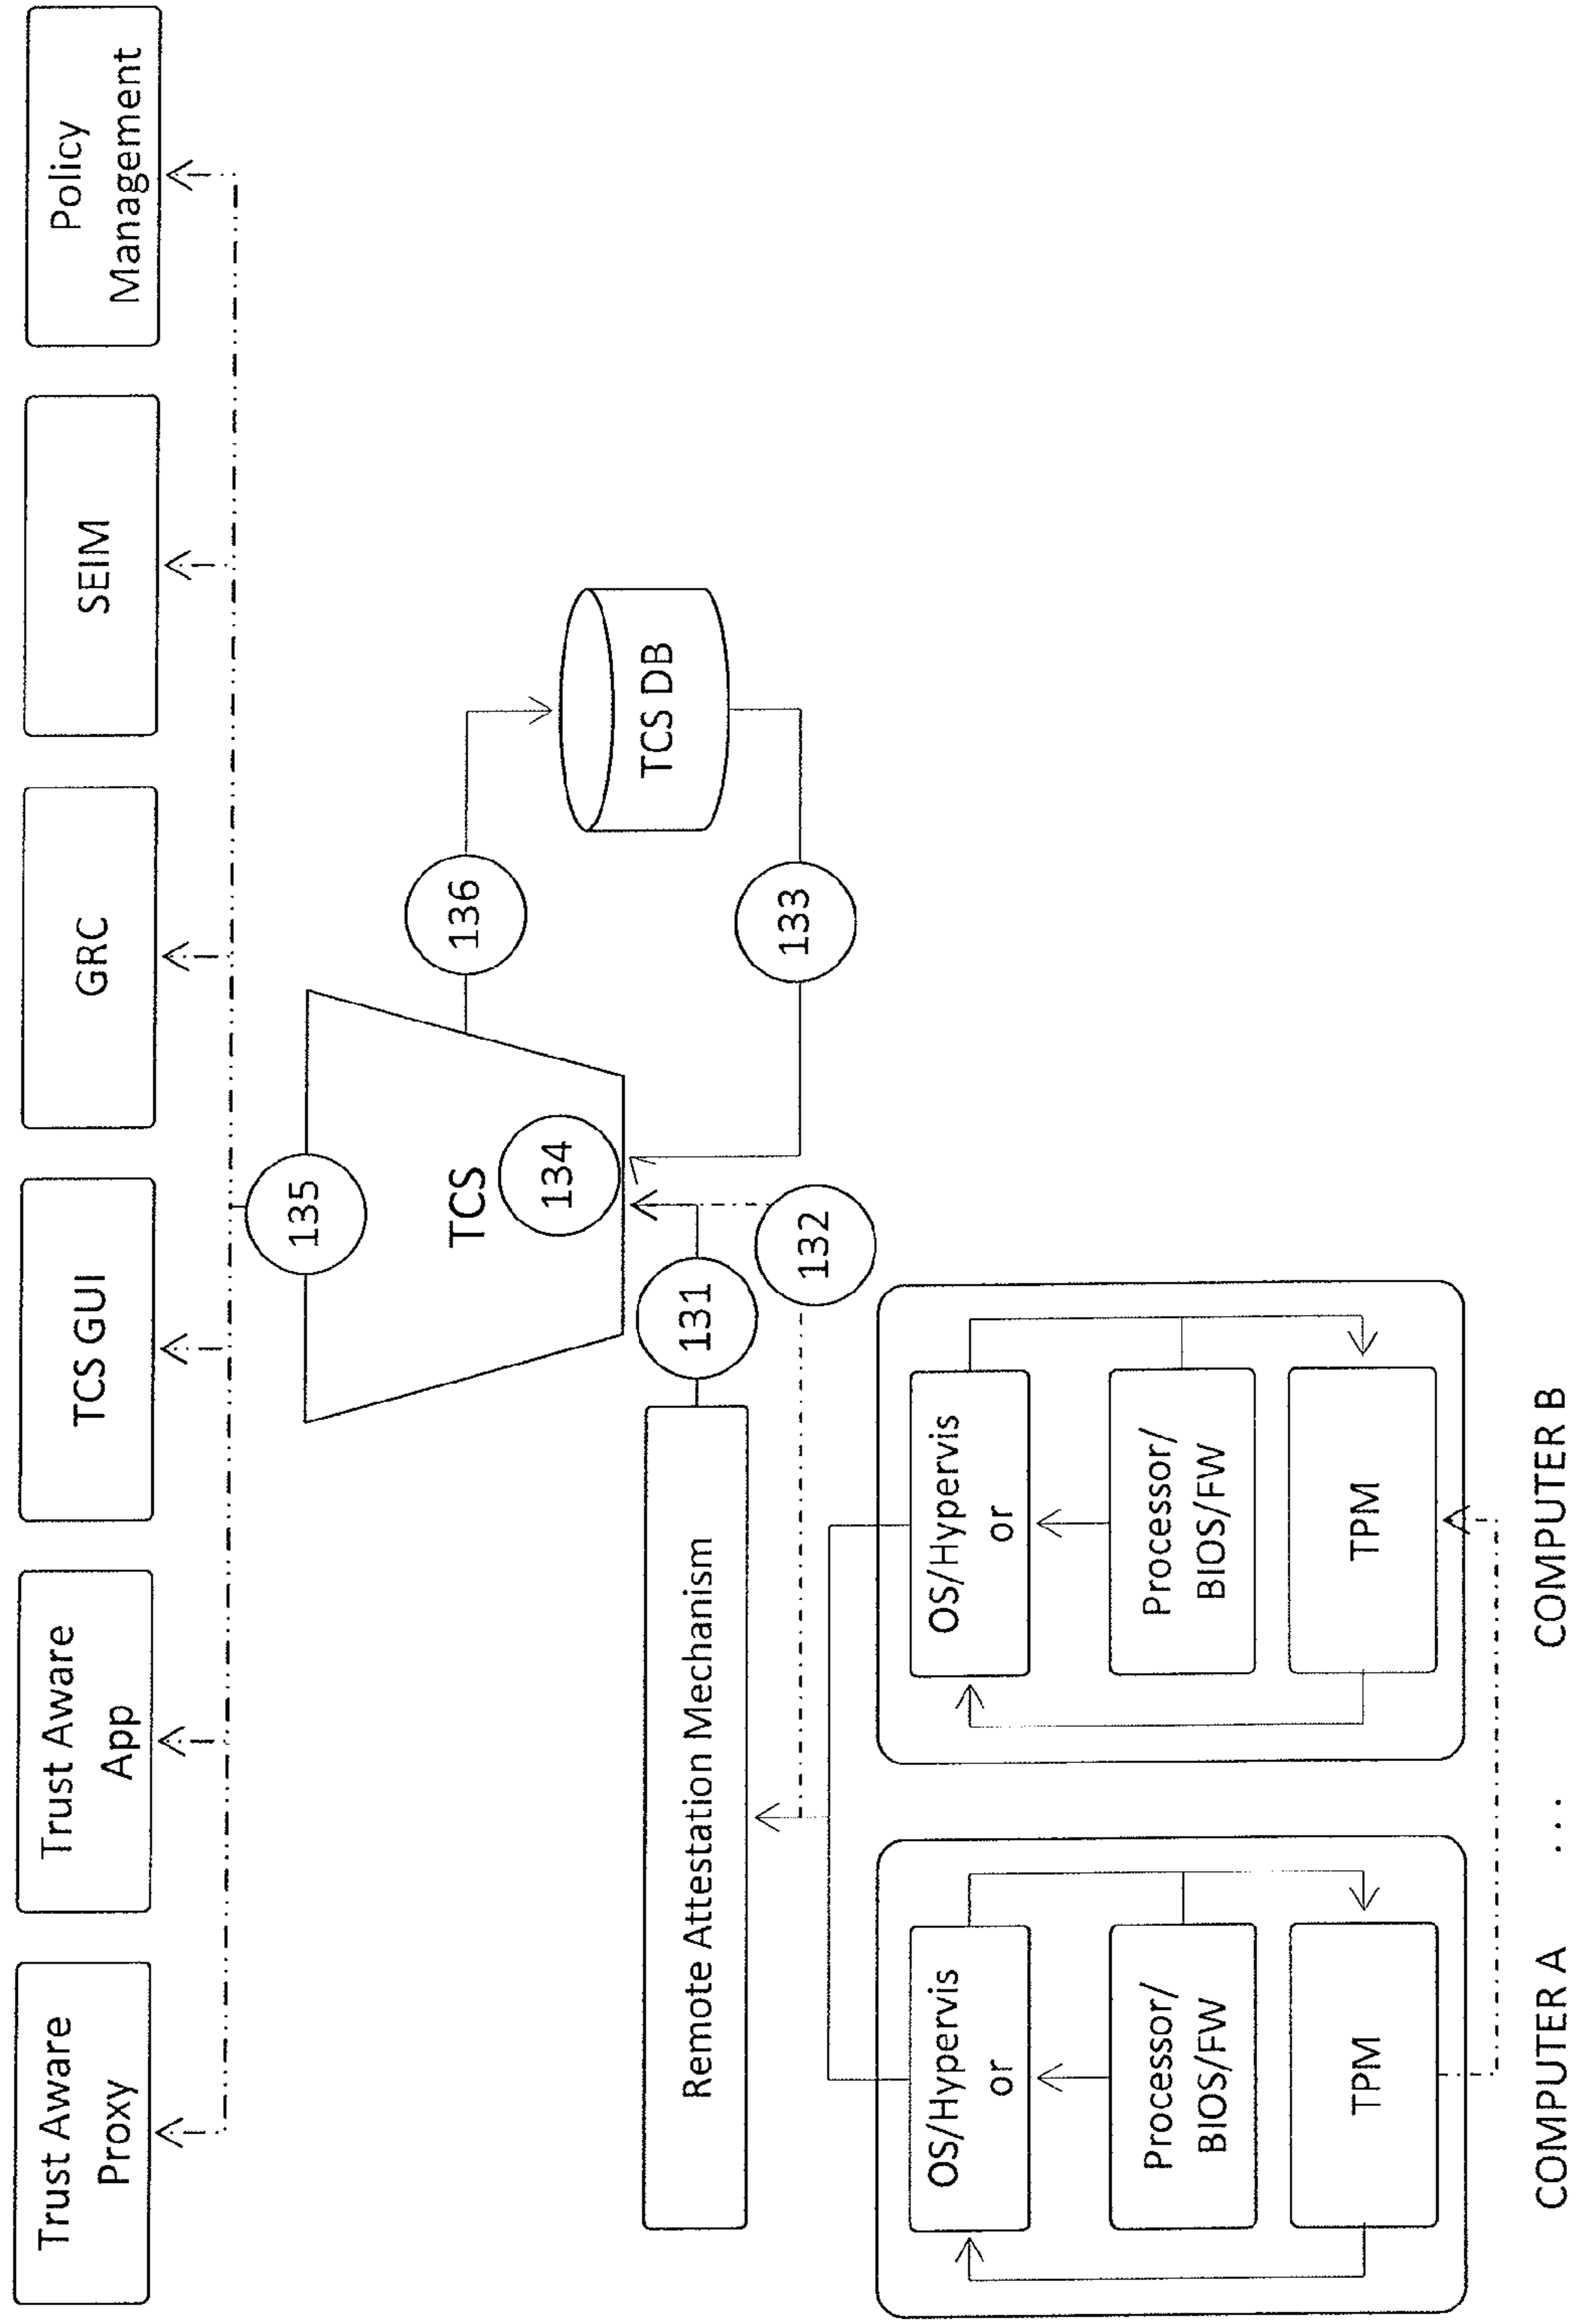 Trust Aware
Proxy
Trust Aware
App
TCS GUI
GRC
SEIM
Policy
Management
135
TCS
134
136
TCS DB
133
131
132
Remote Attestation Mechanism
OS/Hypervis
or
Processor/
BIOS/FW
TPM
OS/Hypervis
or
Processor/
BIOS/FW
TPM
COMPUTER A
...
COMPUTER B